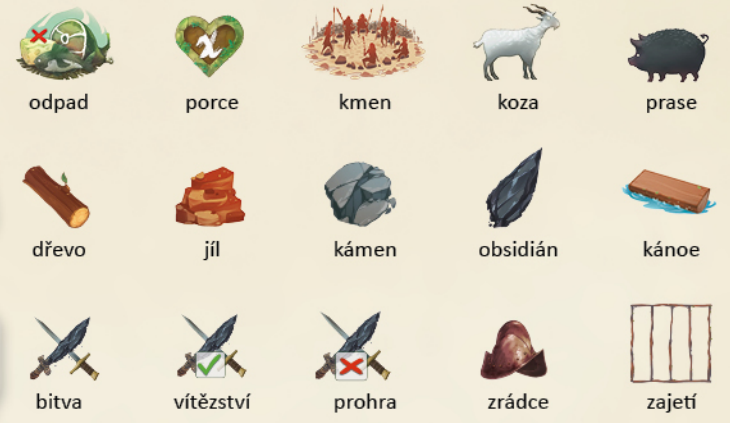 odpad porce kmen koza prase
dřevo jíl kámen obsidián kánoe
bitva vítězství prohra zrádce zajetí